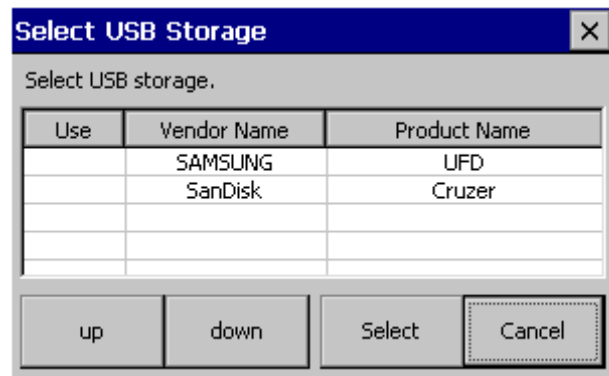 Select USB Storage
Select USB storage.
Use Vendor Name Product Name
SAMSUNG UFD
SanDisk Cruzer
up down Select Cancel